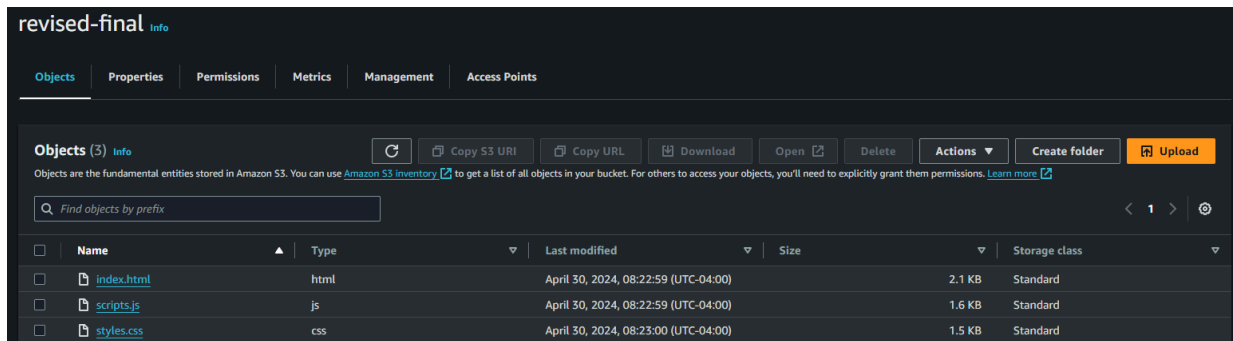 revised-final Info
Objects Properties Permissions Metrics Management Access Points
Objects (3) Info Copy S3 URI Copy URL Download Open Delete Actions Create folder Upload
Objects are the fundamental entities stored in Amazon S3. You can use Amazon S3 inventory to get a list of all objects in your bucket. For others to access your objects, you'll need to explicitly grant them permissions. Learn more
Find objects by prefix 1
Name Type Last modified Size Storage class
index.html html April 30, 2024, 08:22:59 (UTC-04:00) 2.1 KB Standard
scripts.js js April 30, 2024, 08:22:59 (UTC-04:00) 1.6 KB Standard
styles.css css April 30, 2024, 08:23:00 (UTC-04:00) 1.5 KB Standard